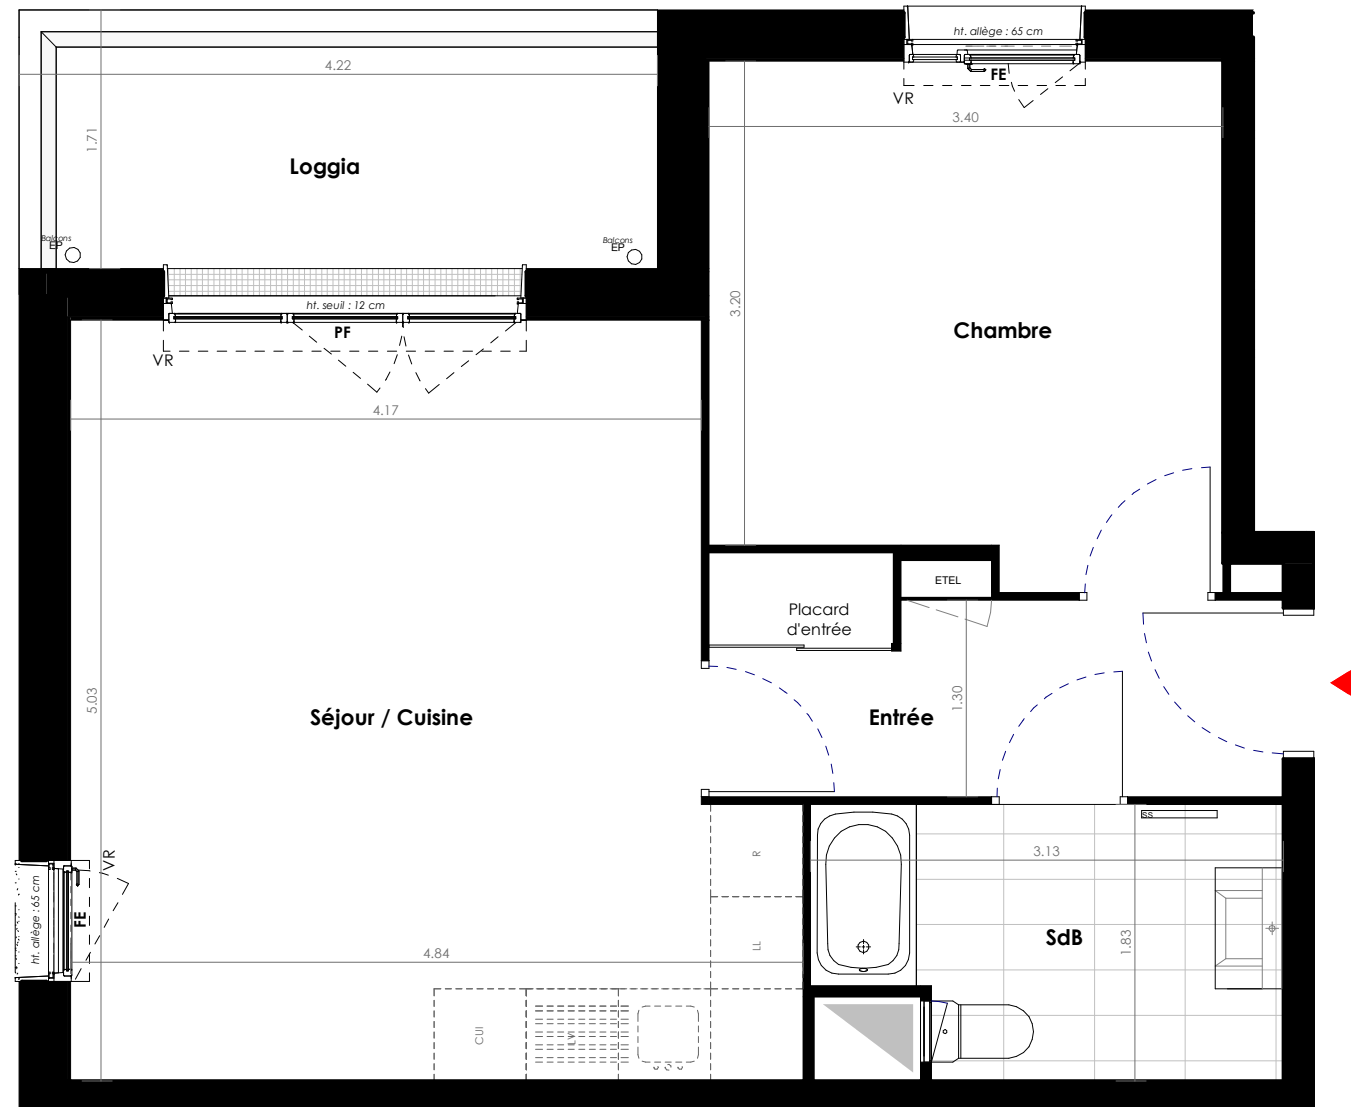 ht. allège : 65 cm
4.22
FE
VR
3.40
1.71
Loggia
Balcons
EP
Balcons
EP
ht. seuil : 12 cm
3.20
PF
Chambre
VR
4.17
ETEL
Placard
d'entrée
5.03
1.30
Séjour / Cuisine
Entrée
SS
VR
R
3.13
ht. allège : 65 cm
FE
SdB
1.83
LL
4.84
CUI
LV